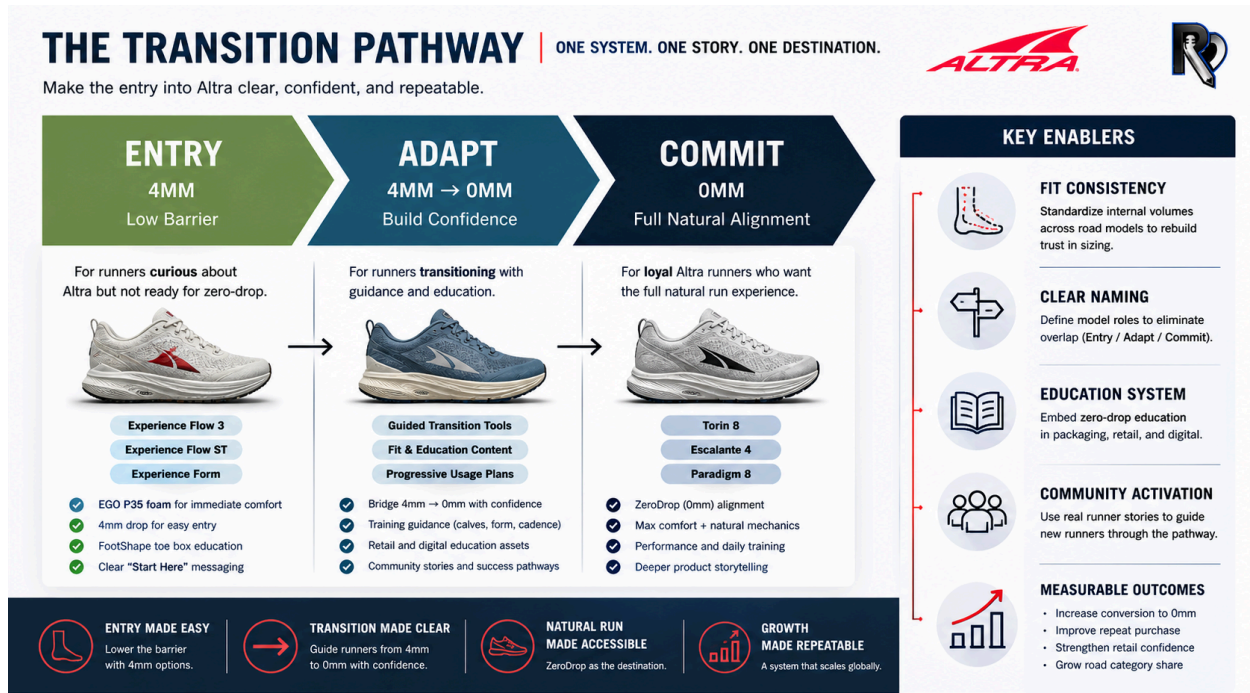 THE TRANSITION PATHWAY
ONE SYSTEM. ONE STORY. ONE DESTINATION.
Make the entry into Altra clear, confident, and repeatable.
ALTRA
R
ENTRY
4MM
Low Barrier
ADAPT
4MM → 0MM
Build Confidence
COMMIT
0MM
Full Natural Alignment
For runners curious about
Altra but not ready for zero-drop.
For runners transitioning with
guidance and education.
For loyal Altra runners who want
the full natural run experience.
Experience Flow 3
Experience Flow ST
Experience Form
Guided Transition Tools
Fit & Education Content
Progressive Usage Plans
Torin 8
Escalante 4
Paradigm 8
EGO P35 foam for immediate comfort
4mm drop for easy entry
FootShape toe box education
Clear “Start Here” messaging
Bridge 4mm → 0mm with confidence
Training guidance (calves, form, cadence)
Retail and digital education assets
Community stories and success pathways
ZeroDrop (0mm) alignment
Max comfort + natural mechanics
Performance and daily training
Deeper product storytelling
KEY ENABLERS
FIT CONSISTENCY
Standardize internal volumes
across road models to rebuild
trust in sizing.
CLEAR NAMING
Define model roles to eliminate
overlap (Entry / Adapt / Commit).
EDUCATION SYSTEM
Embed zero-drop education
in packaging, retail, and digital.
COMMUNITY ACTIVATION
Use real runner stories to guide
new runners through the pathway.
MEASURABLE OUTCOMES
• Increase conversion to 0mm
• Improve repeat purchase
• Strengthen retail confidence
• Grow road category share
ENTRY MADE EASY
Lower the barrier
with 4mm options.
TRANSITION MADE CLEAR
Guide runners from 4mm
to 0mm with confidence.
NATURAL RUN
MADE ACCESSIBLE
ZeroDrop as the destination.
GROWTH
MADE REPEATABLE
A system that scales globally.